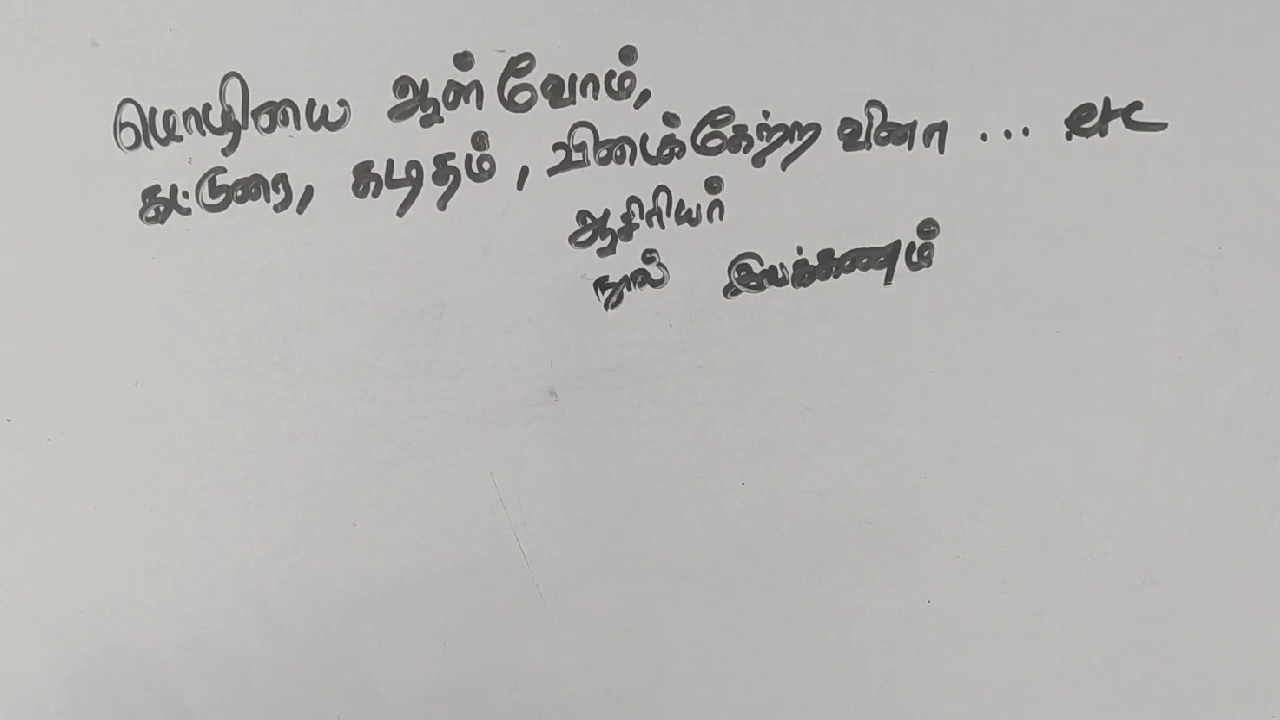 மொழியை ஆள்வோம்,
கட்டுரை, கடிதம், விடைக்கேற்ற வினா ... etc
ஆசிரியர்
நூல் இலக்கணம்